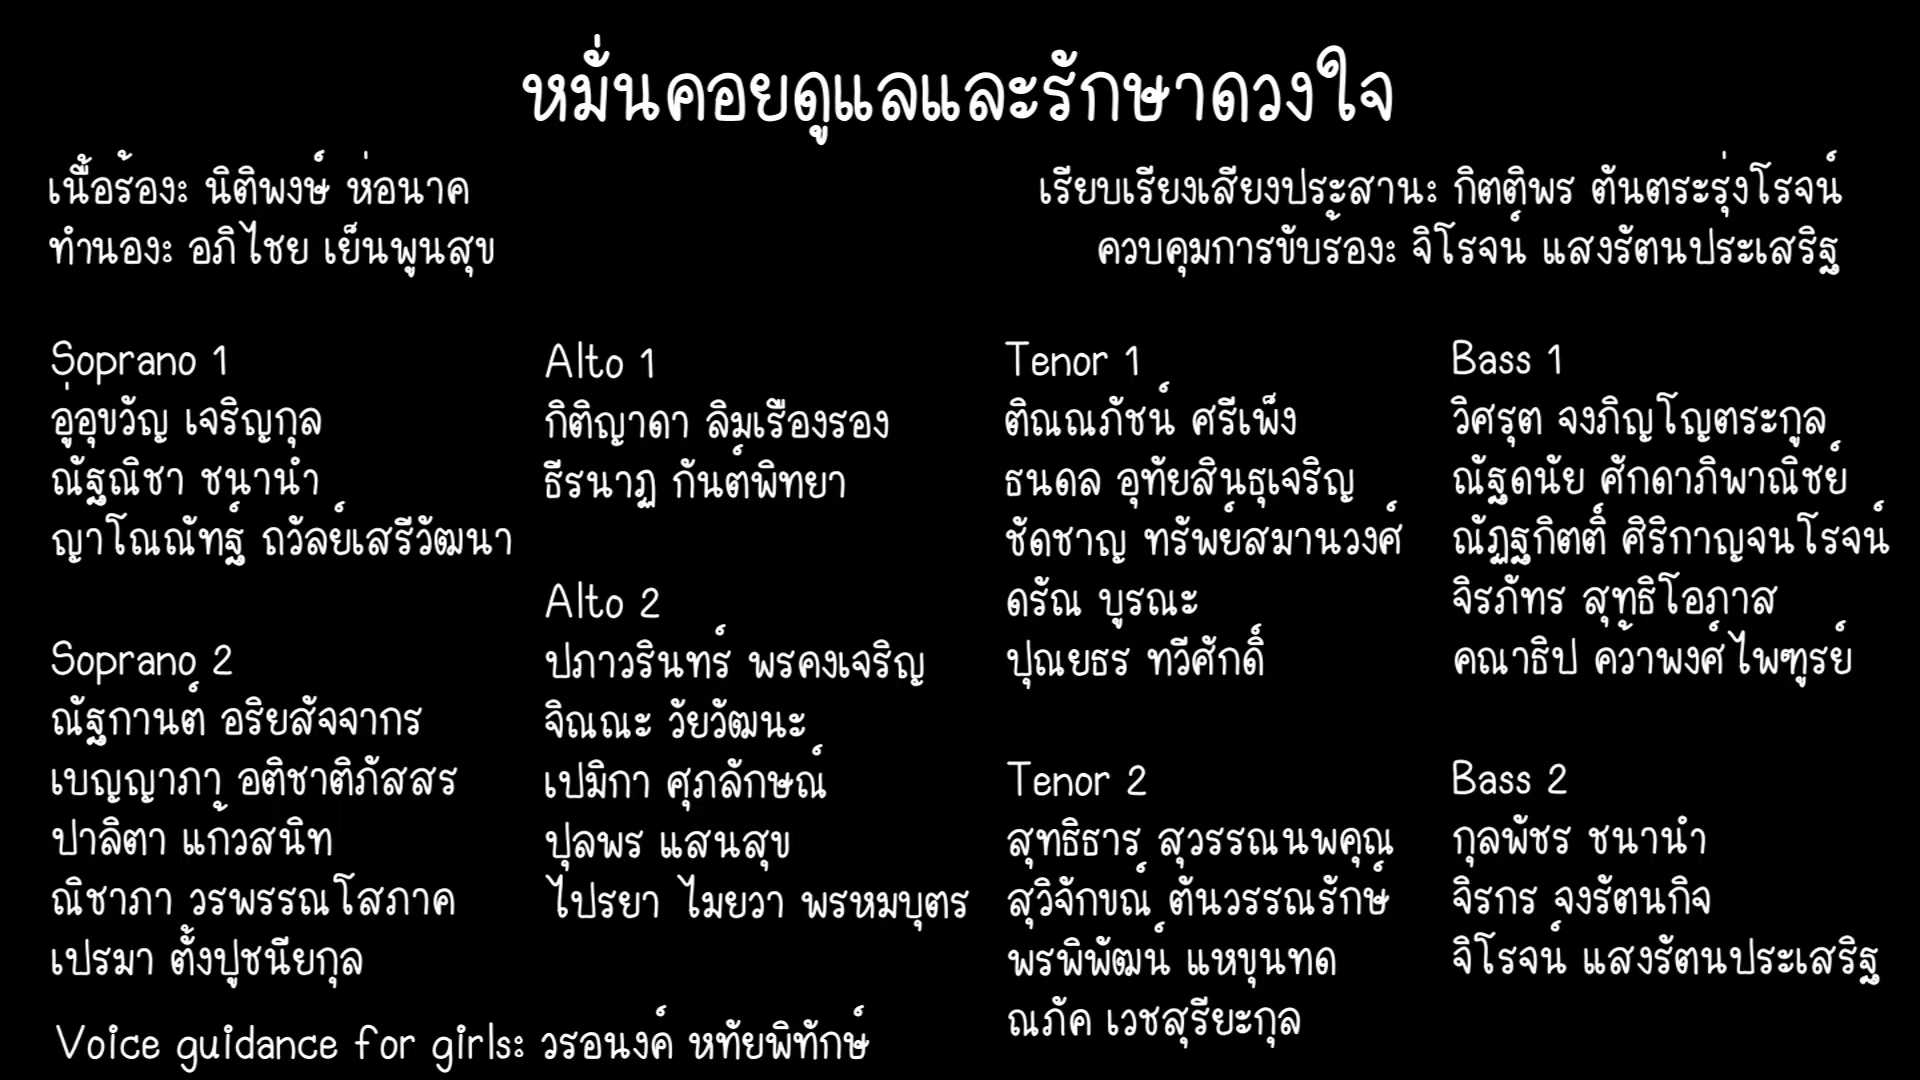 หมั่นคอยดูแลและรักษาดวงใจ
เนื้อร้อง: นิติพงษ์ ห่อนาค
ทำนอง: อภิไชย เย็นพูนสุข
เรียบเรียงเสียงประสาน: กิตติพร ตันตระรุ่งโรจน์
ควบคุมการขับร้อง: จิโรจน์ แสงรัตนประเสริฐ
Soprano 1
อู่อุขวัญ เจริญกุล
ณัฐณิชา ชนานำ
ญาโณณัทฐ์ ถวัลย์เสรีวัฒนา
Soprano 2
ณัฐกานต์ อริยสัจจากร
เบญญาภา อติชาติภัสสร
ปาลิตา แก้วสนิท
ณิชาภา วรพรรณโสภาค
เปรมา ตั้งปูชนียกุล
Voice guidance for girls: วรอนงค์ หทัยพิทักษ์
Alto 1
กิติญาดา ลิมเรืองรอง
ธีรนาฏ กันต์พิทยา
Alto 2
ปภาวรินทร์ พรคงเจริญ
จิณณะ วัยวัฒนะ
เปมิกา ศุภลักษณ์
ปุลพร แสนสุข
ไปรยา ไมยวา พรหมบุตร
Tenor 1
ติณณภัชน์ ศรีเพ็ง
ธนดล อุทัยสินธุเจริญ
ชัดชาญ ทรัพย์สมานวงศ์
ดรัณ บูรณะ
ปุณยธร ทวีศักดิ์
Tenor 2
สุทธิธาร สุวรรณนพคุณ
สุวิจักขณ์ ตันวรรณรักษ์
พรพิพัฒน์ แหขุนทด
ณภัค เวชสุรียะกุล
Bass 1
วิศรุต จงภิญโญตระกูล
ณัฐดนัย ศักดาภิพาณิชย์
ณัฏฐกิตติ์ ศิริกาญจนโรจน์
จิรภัทร สุทธิโอภาส
คณาธิป คว้าพงศ์ไพฑูรย์
Bass 2
กุลพัชร ชนานำ
จิรกร จงรัตนกิจ
จิโรจน์ แสงรัตนประเสริฐ